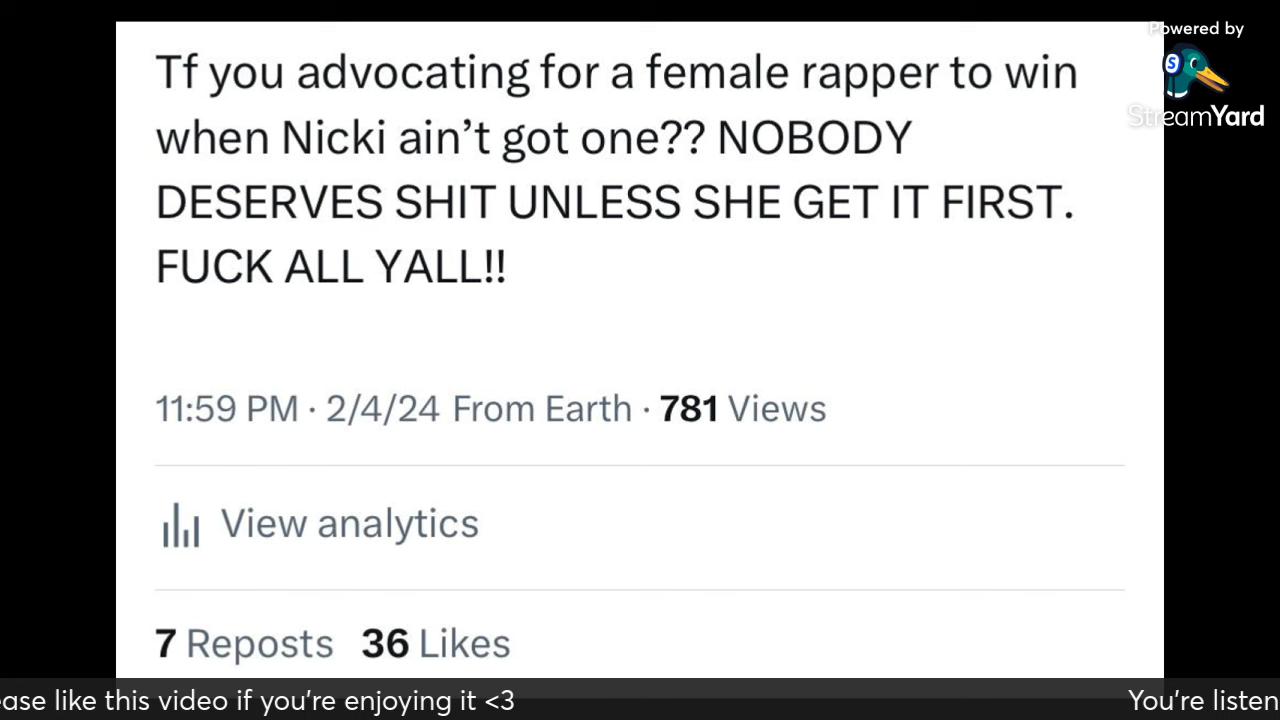 Powered by
StreamYard
Tf you advocating for a female rapper to win
when Nicki ain’t got one?? NOBODY
DESERVES SHIT UNLESS SHE GET IT FIRST.
FUCK ALL YALL!!
11:59 PM · 2/4/24 From Earth · 781 Views
View analytics
7 Reposts 36 Likes
ease like this video if you're enjoying it <3 You're listen